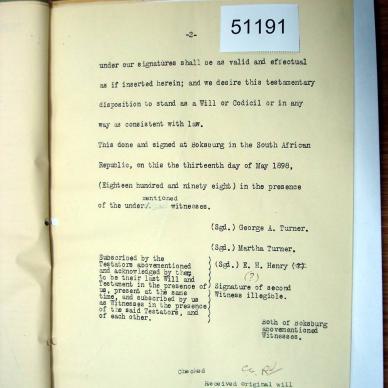 51191
-2-
under our signatures shall be as valid and effectual
as if inserted herein; and we desire this testamentary
disposition to stand as a Will or Codicil or in any
way as consistent with law.
This done and signed at Boksburg in the South African
Republic, on this the thirteenth day of May 1898,
(Eighteen hundred and ninety eight) in the presence
mentioned
of the under witnesses.
(Sgd.) George A. Turner.
(Sgd.) Martha Turner.
Subscribed by the
Testators abovementioned
and acknowledged by them
to be their last Will and
Testament in the presence of
us, present at the same
time, and subscribed by us
as Witnesses in the presence
of the said Testators, and
of each other.
(Sgd.) E. H. Henry
(?)
Signature of second
Witness illegible.
Both of Boksburg
abovementioned
Witnesses.
Checked
Received original will